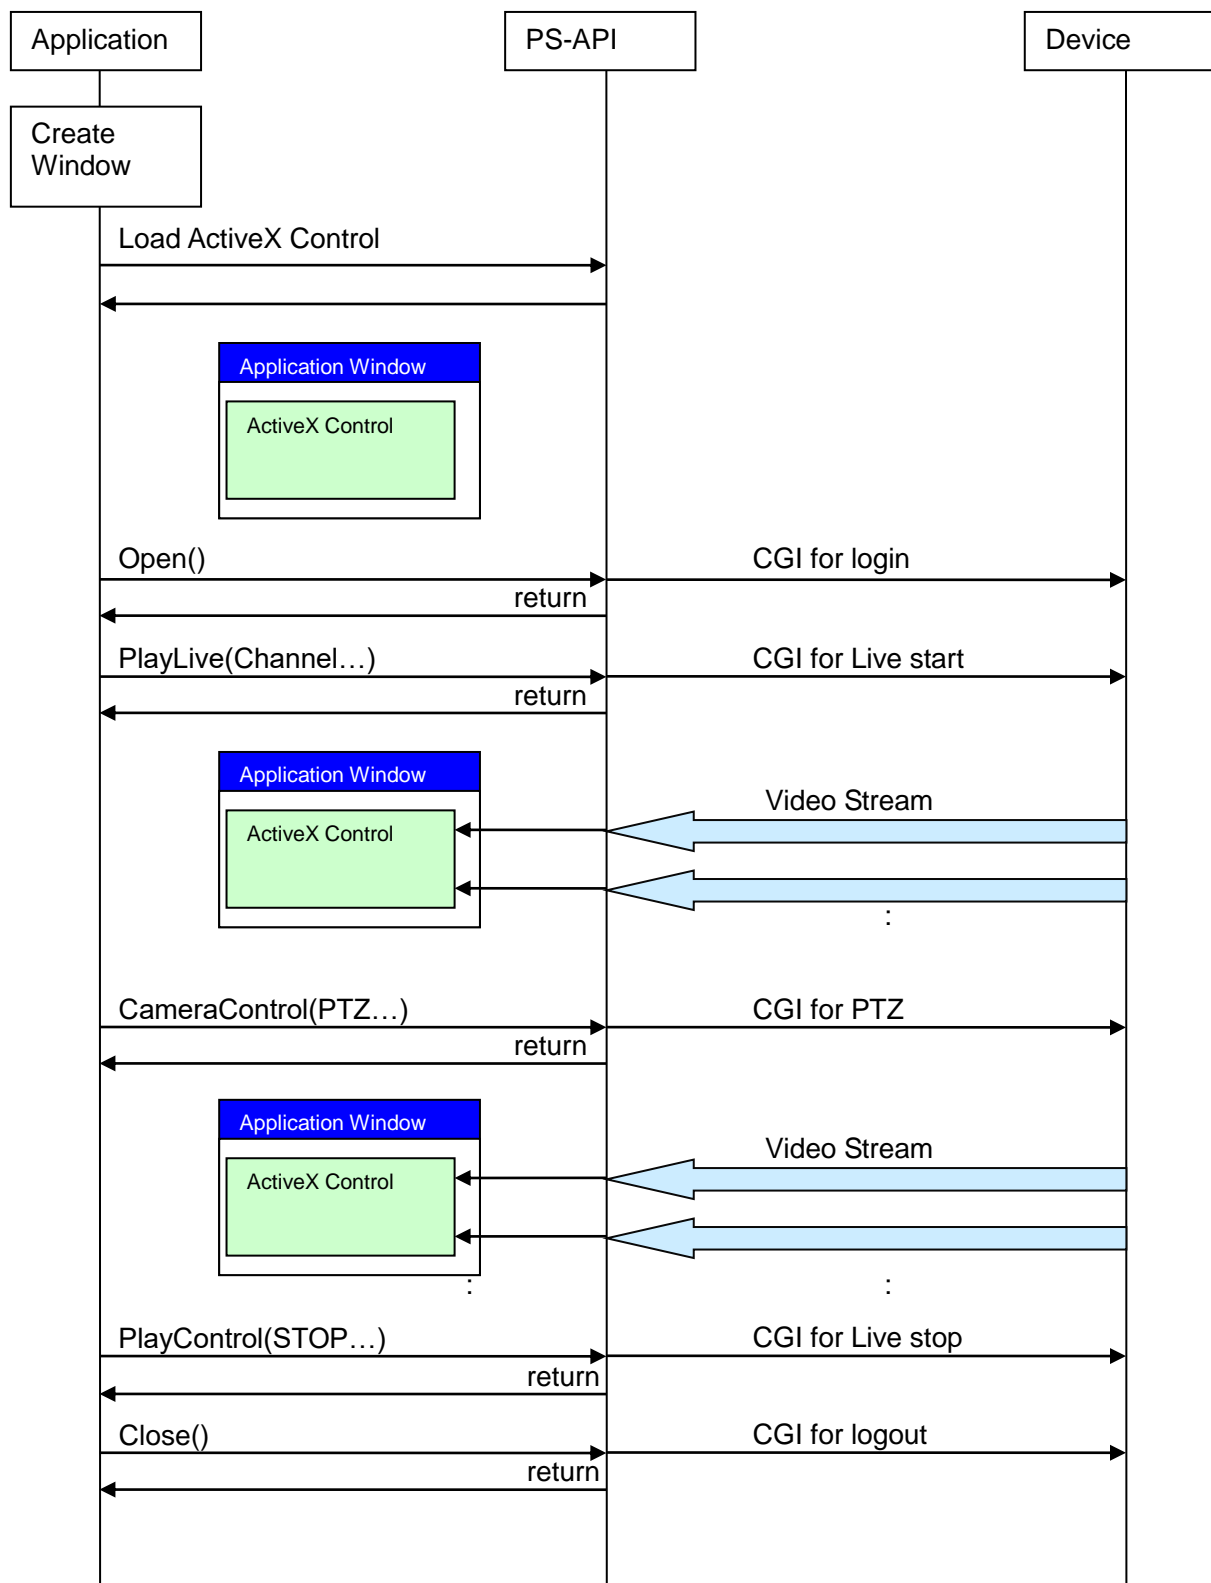 Application
PS-API
Device
Create
Window
Load ActiveX Control
Application Window
ActiveX Control
Open()
CGI for login
return
PlayLive(Channel…)
CGI for Live start
return
Application Window
Video Stream
ActiveX Control
:
CameraControl(PTZ…)
CGI for PTZ
return
Application Window
Video Stream
ActiveX Control
:
:
PlayControl(STOP…)
CGI for Live stop
return
Close()
CGI for logout
return